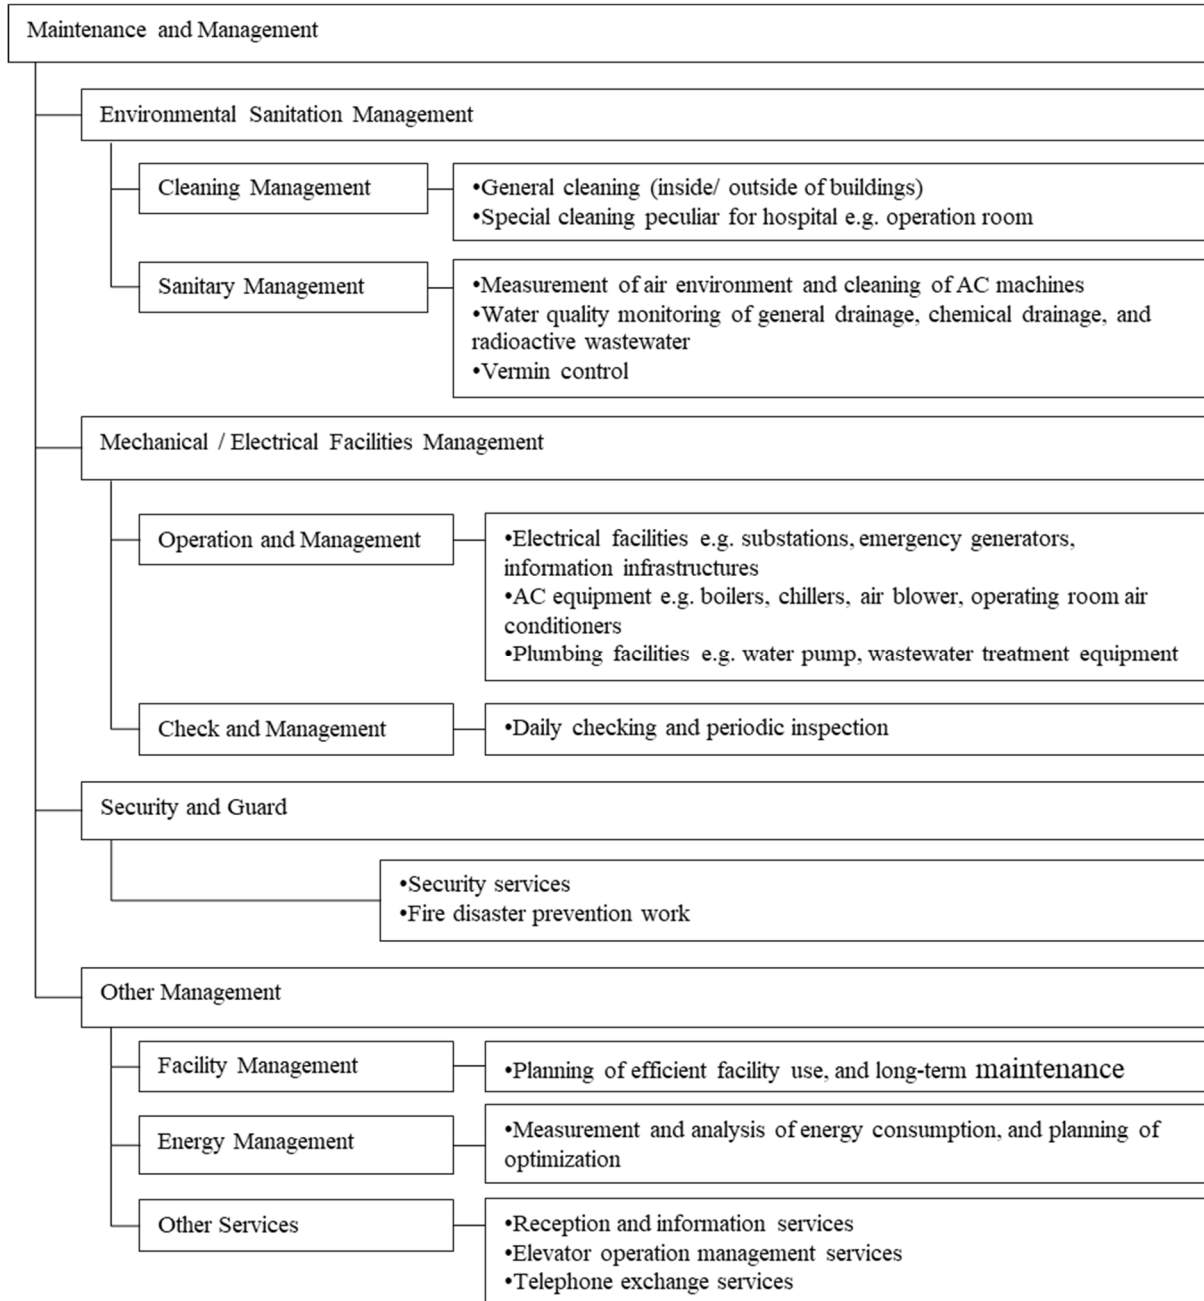 Maintenance and Management
Environmental Sanitation Management
Cleaning Management
•General cleaning (inside/ outside of buildings)
•Special cleaning peculiar for hospital e.g. operation room
Sanitary Management
•Measurement of air environment and cleaning of AC machines
•Water quality monitoring of general drainage, chemical drainage, and
radioactive wastewater
•Vermin control
Mechanical / Electrical Facilities Management
Operation and Management
•Electrical facilities e.g. substations, emergency generators,
information infrastructures
•AC equipment e.g. boilers, chillers, air blower, operating room air
conditioners
•Plumbing facilities e.g. water pump, wastewater treatment equipment
Check and Management
•Daily checking and periodic inspection
Security and Guard
•Security services
•Fire disaster prevention work
Other Management
Facility Management
•Planning of efficient facility use, and long-term maintenance
Energy Management
•Measurement and analysis of energy consumption, and planning of
optimization
Other Services
•Reception and information services
•Elevator operation management services
•Telephone exchange services